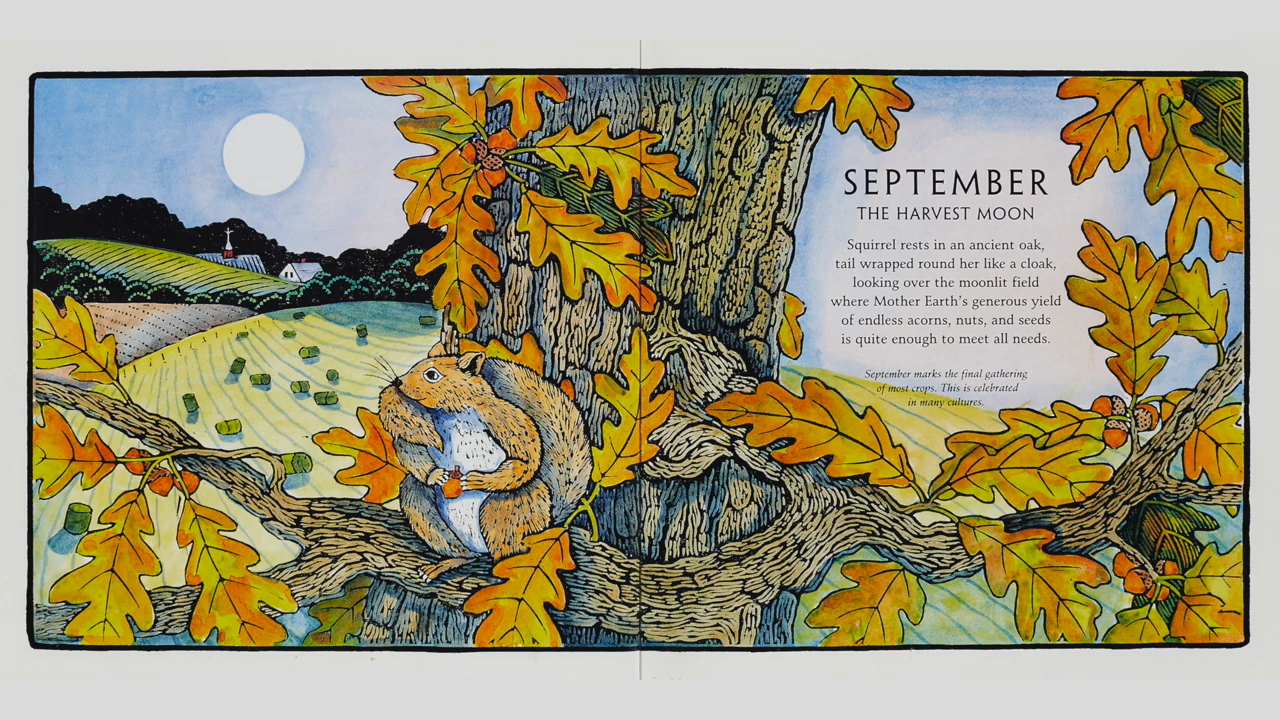 SEPTEMBER
THE HARVEST MOON
Squirrel rests in an ancient oak,
tail wrapped round her like a cloak,
looking over the moonlit field
where Mother Earth's generous yield
of endless acorns, nuts, and seeds
is quite enough to meet all needs.
September marks the final gathering
of most crops. This is celebrated
in many cultures.